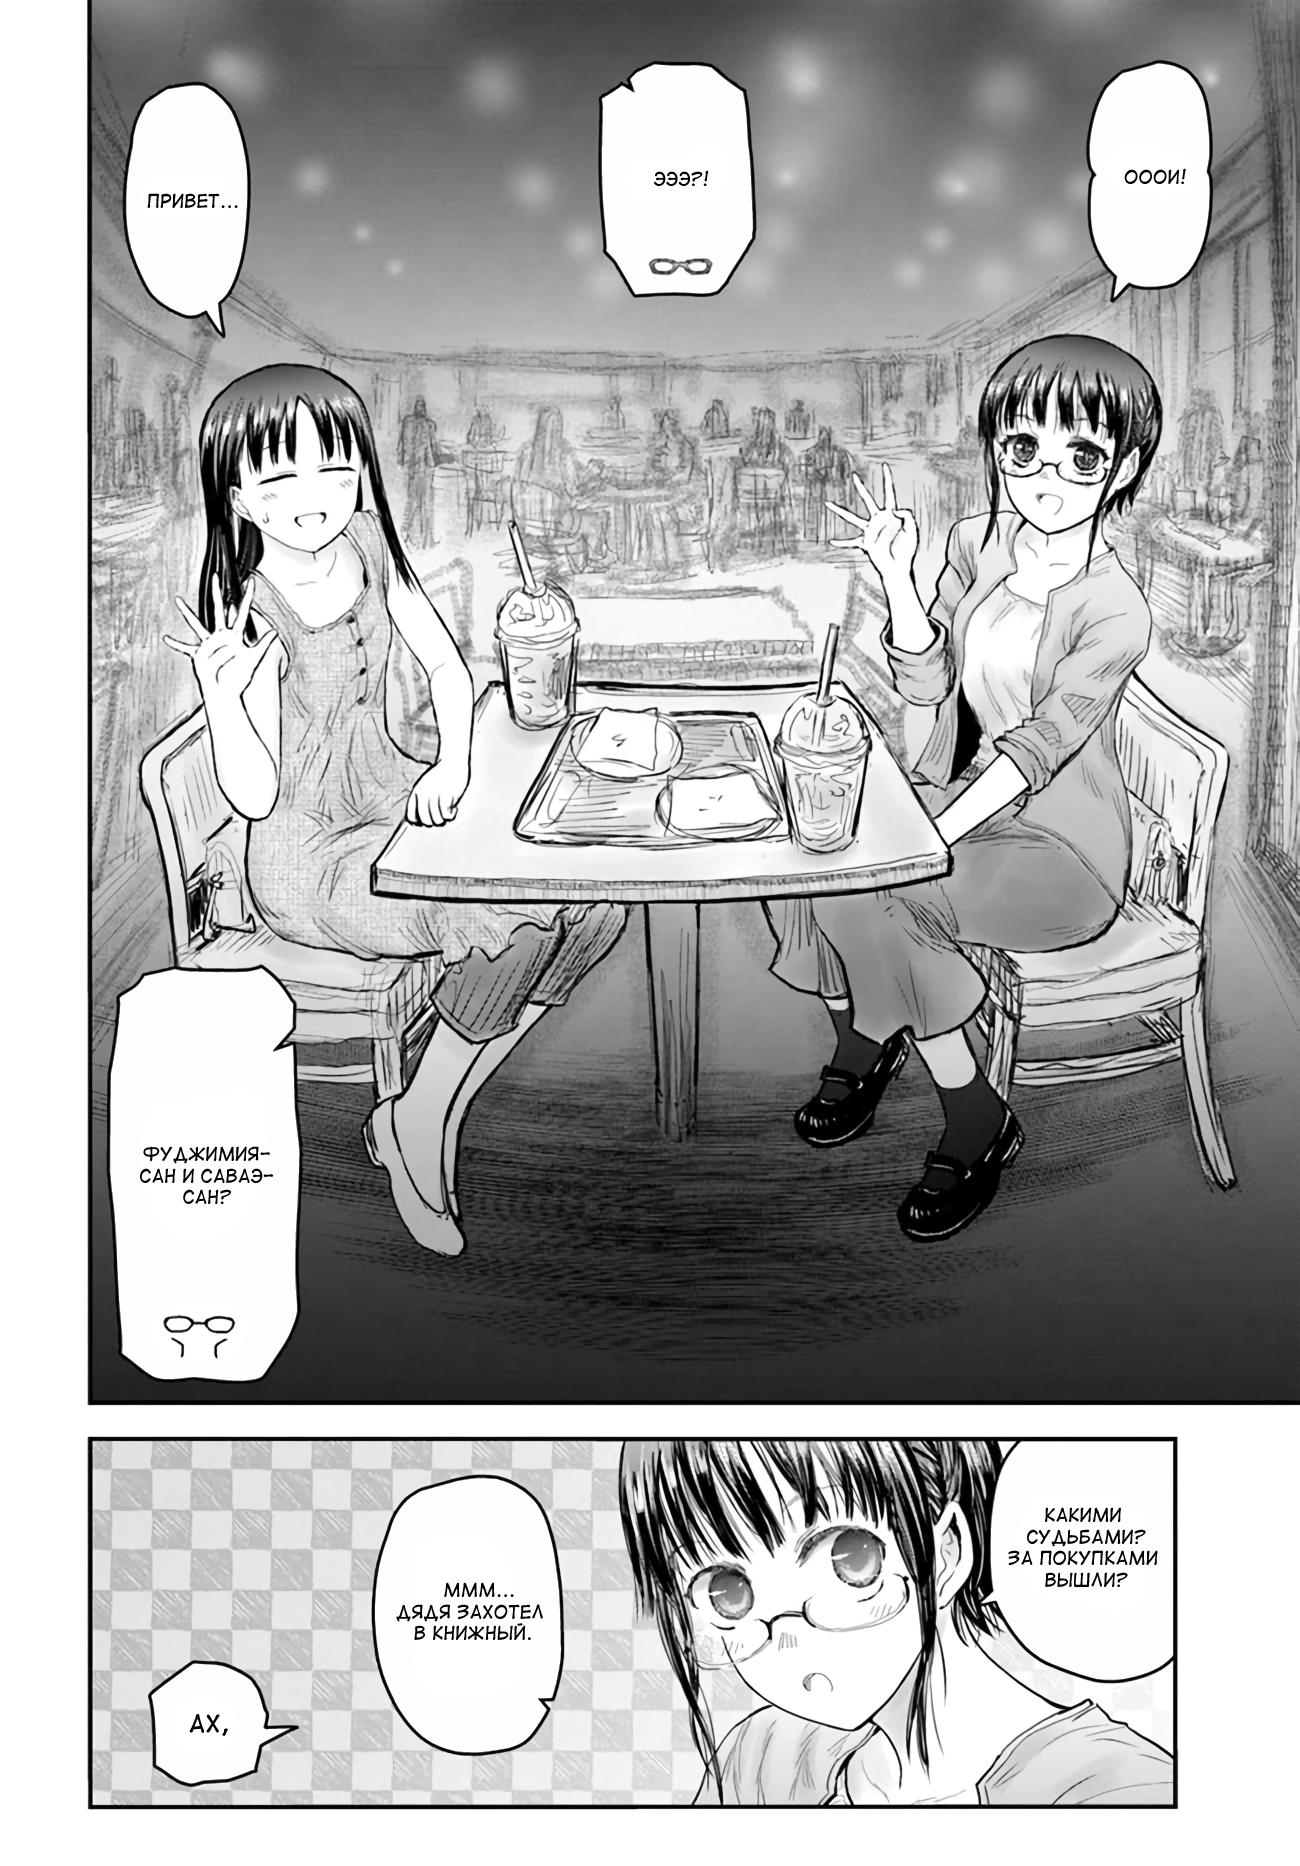 ОООИ!
ЭЭЭ?!
ПРИВЕТ...
ФУДЖИМИЯ-
САН И САВАЭ-
САН?
КАКИМИ
СУДЬБАМИ?
ЗА ПОКУПКАМИ
ВЫШЛИ?
МММ...
ДЯДЯ ЗАХОТЕЛ
В КНИЖНЫЙ.
АХ,